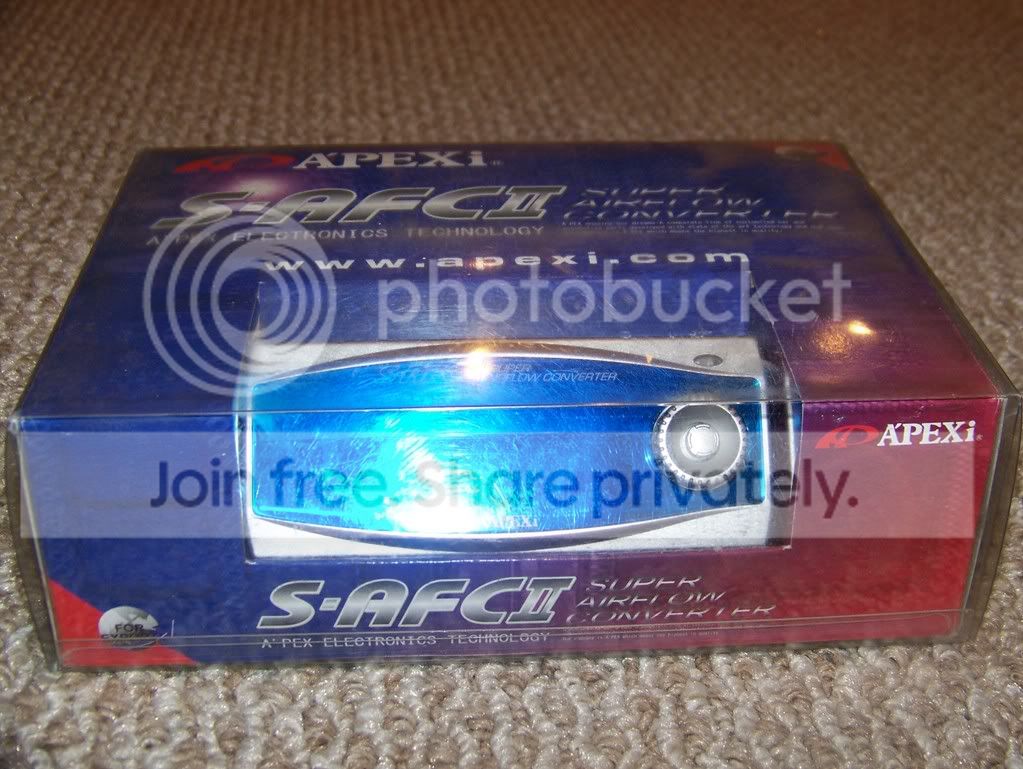 A'PEXi®
S-AFCII SUPER
AIRFLOW
CONVERTER
A'PEX ELECTRONICS TECHNOLOGY
www.apexi.com
photobucket
SUPER
AIRFLOW CONVERTER
A'PEXi®
Join free. Share privately.
A'PEXi
S-AFCII SUPER
AIRFLOW
CONVERTER
A'PEX ELECTRONICS TECHNOLOGY
FOR